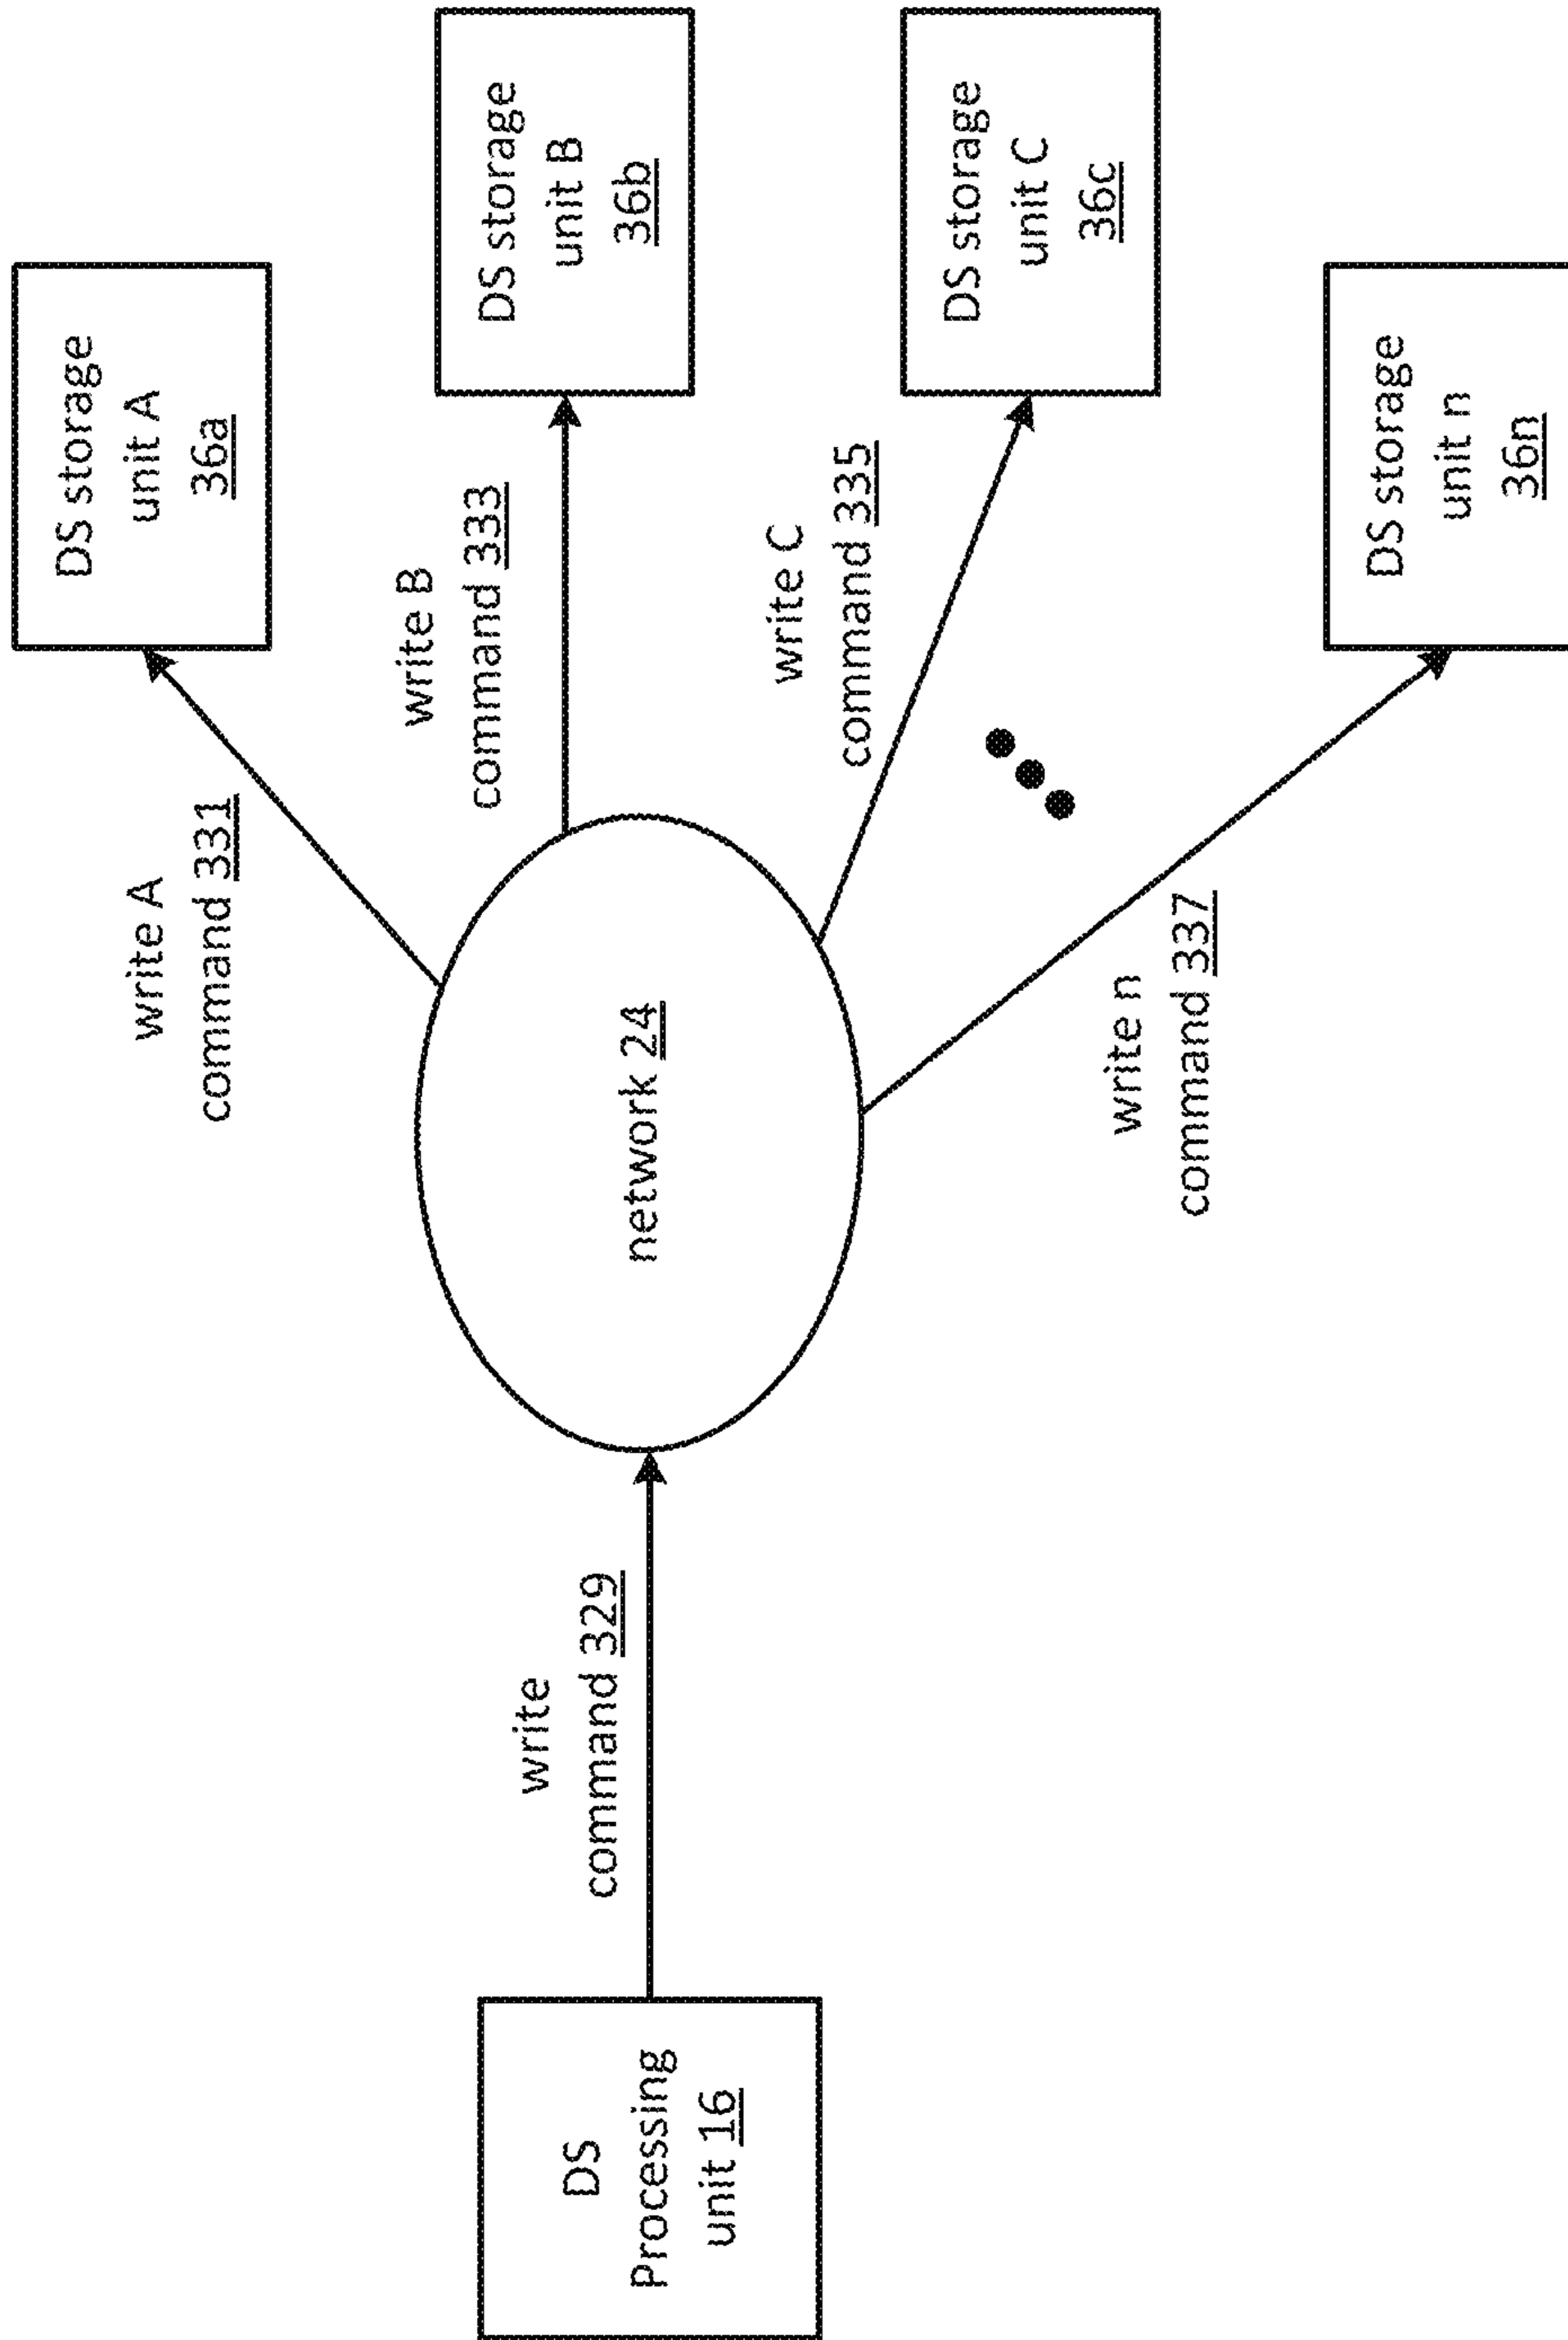 DS
Processing
unit 16
write
command 329
network 24
write A
command 331
write B
command 333
write C
command 335
write n
command 337
DS storage
unit A
36a
DS storage
unit B
36b
DS storage
unit C
36c
DS storage
unit n
36n